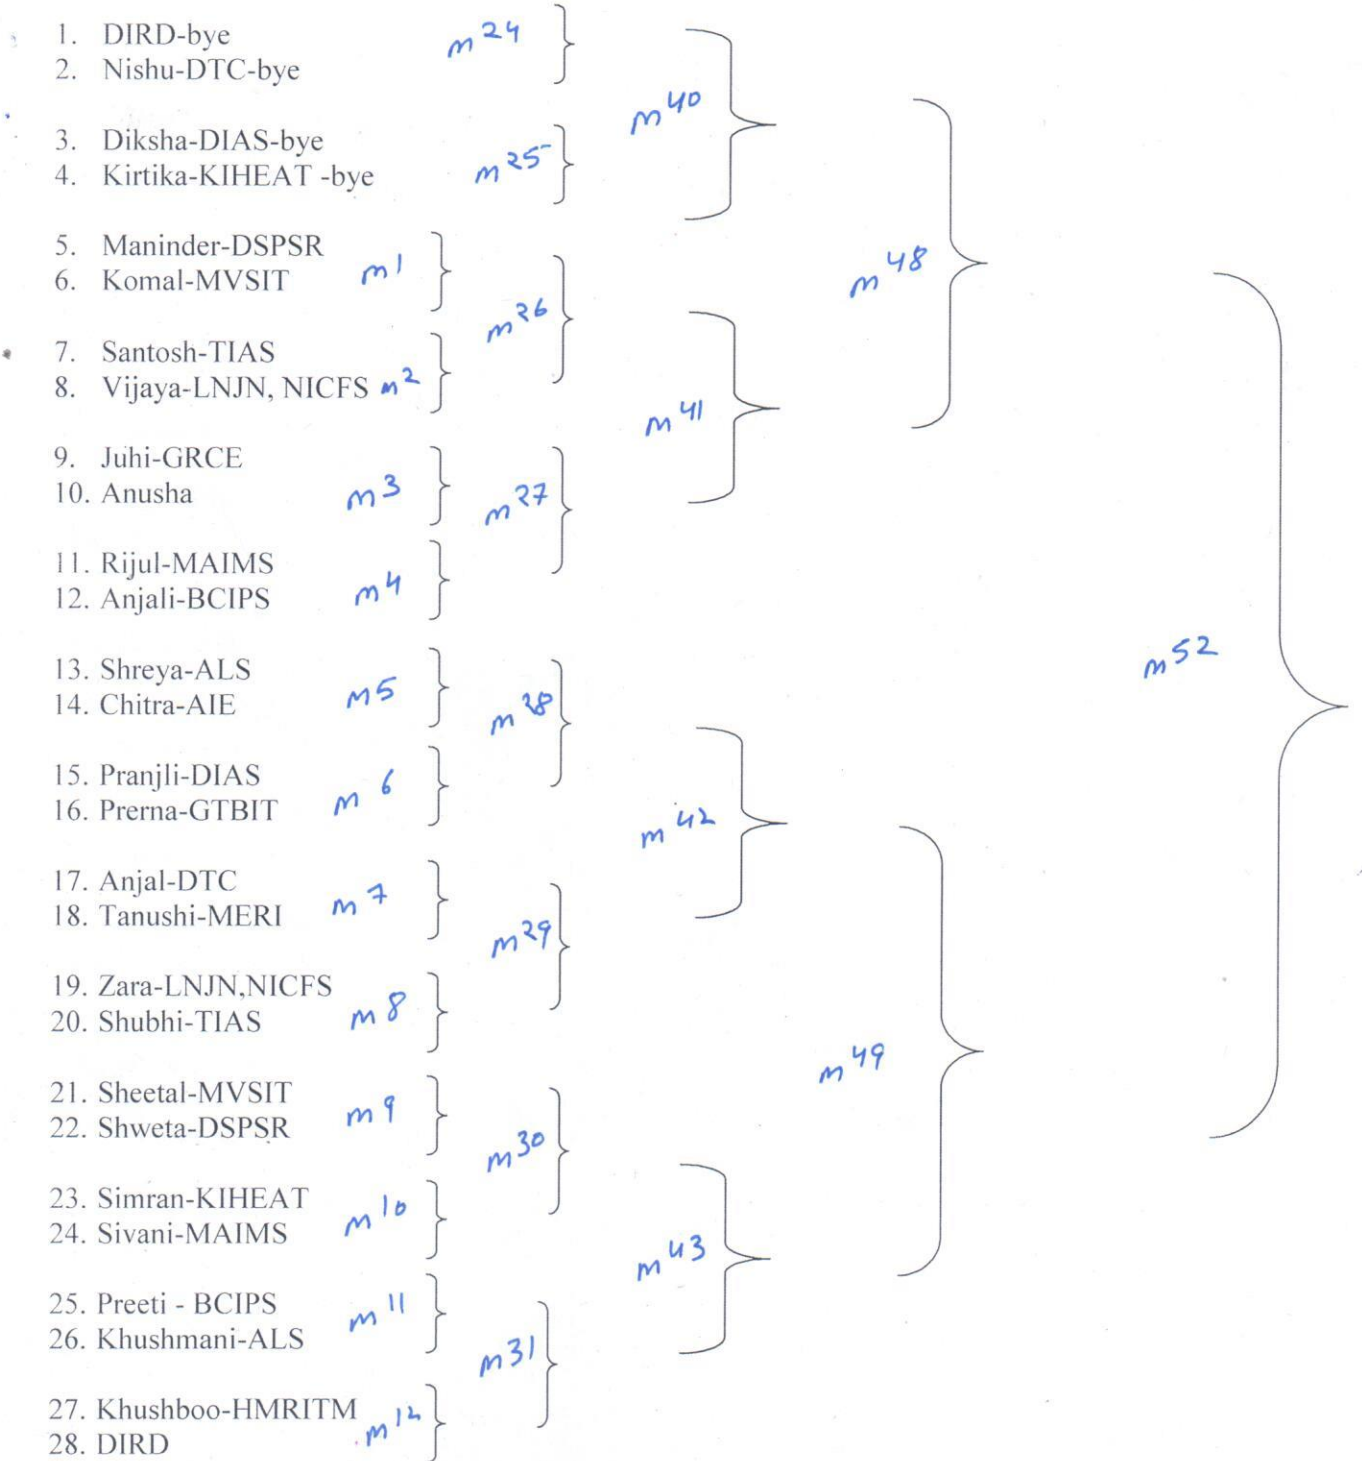 1. DIRD-bye
m24
2. Nishu-DTC-bye
m40
3. Diksha-DIAS-bye
m25
4. Kirtika-KIHEAT -bye
5. Maninder-DSPSR
m1
6. Komal-MVSIT
m48
m26
7. Santosh-TIAS
8. Vijaya-LNJN, NICFS m2
m41
9. Juhi-GRCE
10. Anusha m3
m27
11. Rijul-MAIMS
12. Anjali-BCIPS m4
m52
13. Shreya-ALS
14. Chitra-AIE m5
m28
15. Pranjli-DIAS
16. Prerna-GTBIT m6
m42
17. Anjal-DTC
18. Tanushi-MERI m7
m29
19. Zara-LNJN,NICFS
20. Shubhi-TIAS m8
m49
21. Sheetal-MVSIT
22. Shweta-DSPSR m9
m30
23. Simran-KIHEAT
24. Sivani-MAIMS m10
m43
25. Preeti - BCIPS
26. Khushmani-ALS m11
m31
27. Khushboo-HMRITM
28. DIRD m12